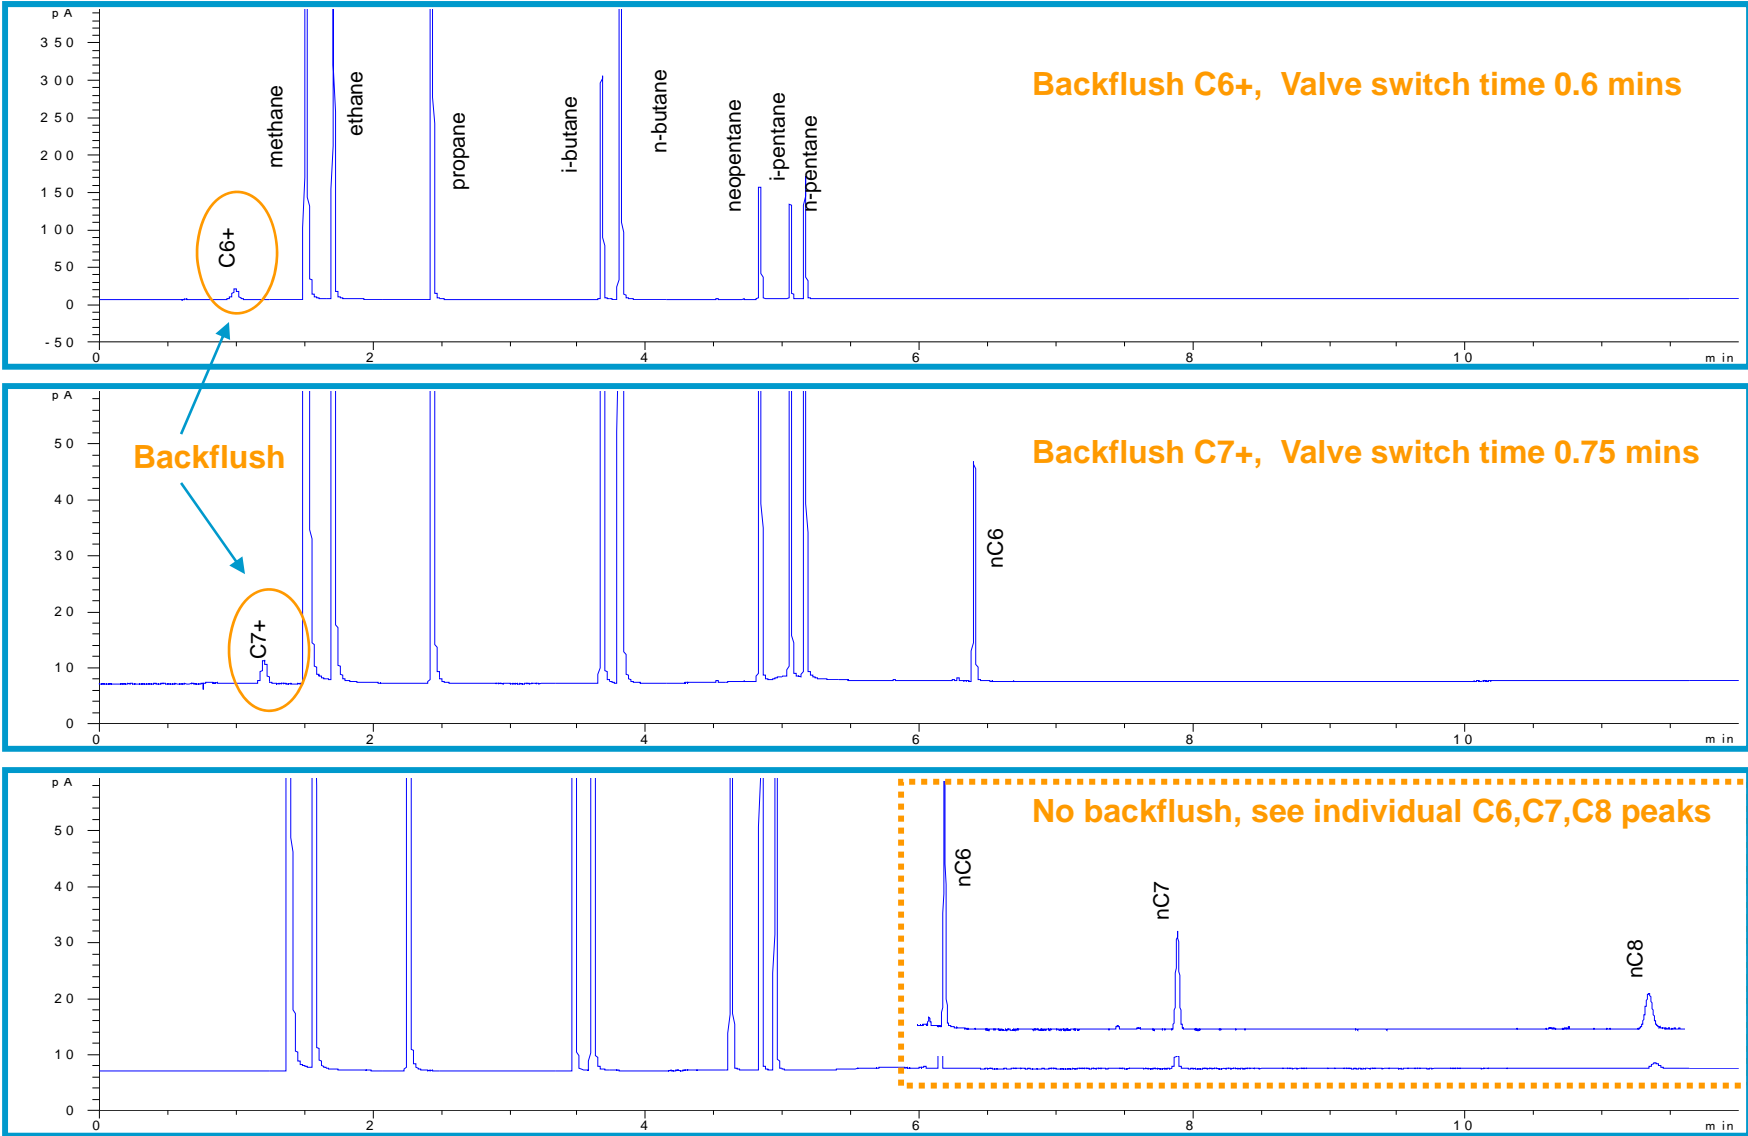 pA
350
300
250
200
150
100
50
0
-50
methane
ethane
propane
i-butane
n-butane
neopentane
i-pentane
n-pentane
C6+
Backflush C6+, Valve switch time 0.6 mins
0 2 4 6 8 10 min
Backflush
pA
50
40
30
20
10
0
C7+
nC6
Backflush C7+, Valve switch time 0.75 mins
0 2 4 6 8 10 min
pA
50
40
30
20
10
0
No backflush, see individual C6,C7,C8 peaks
nC6
nC7
nC8
0 2 4 6 8 10 min